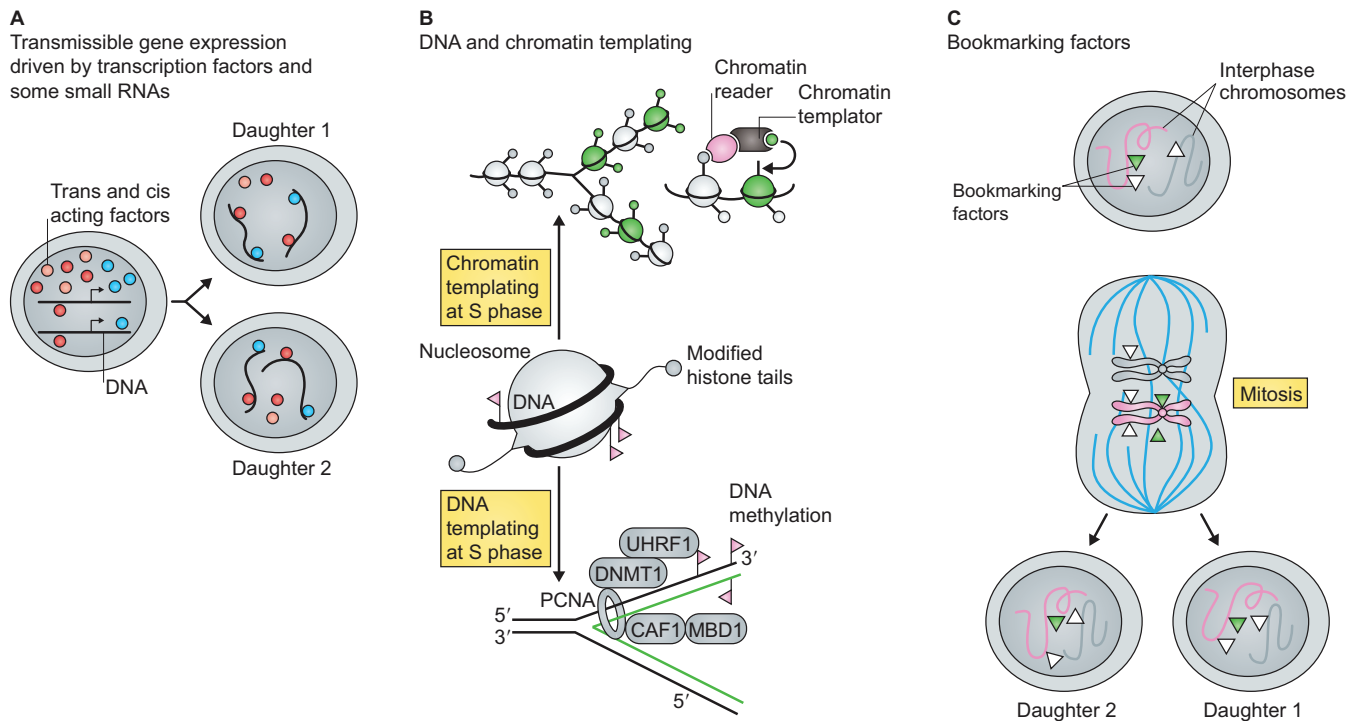 A
Transmissible gene expression
driven by transcription factors and
some small RNAs
Daughter 1
Trans and cis
acting factors
DNA
Daughter 2
B
DNA and chromatin templating
Chromatin
reader
Chromatin
templator
Chromatin
templating
at S phase
Nucleosome
Modified
histone tails
DNA
DNA
templating
at S phase
DNA
methylation
UHRF1
3′
DNMT1
PCNA
5′
CAF1
MBD1
3′
5′
C
Bookmarking factors
Interphase
chromosomes
Bookmarking
factors
Mitosis
Daughter 2
Daughter 1